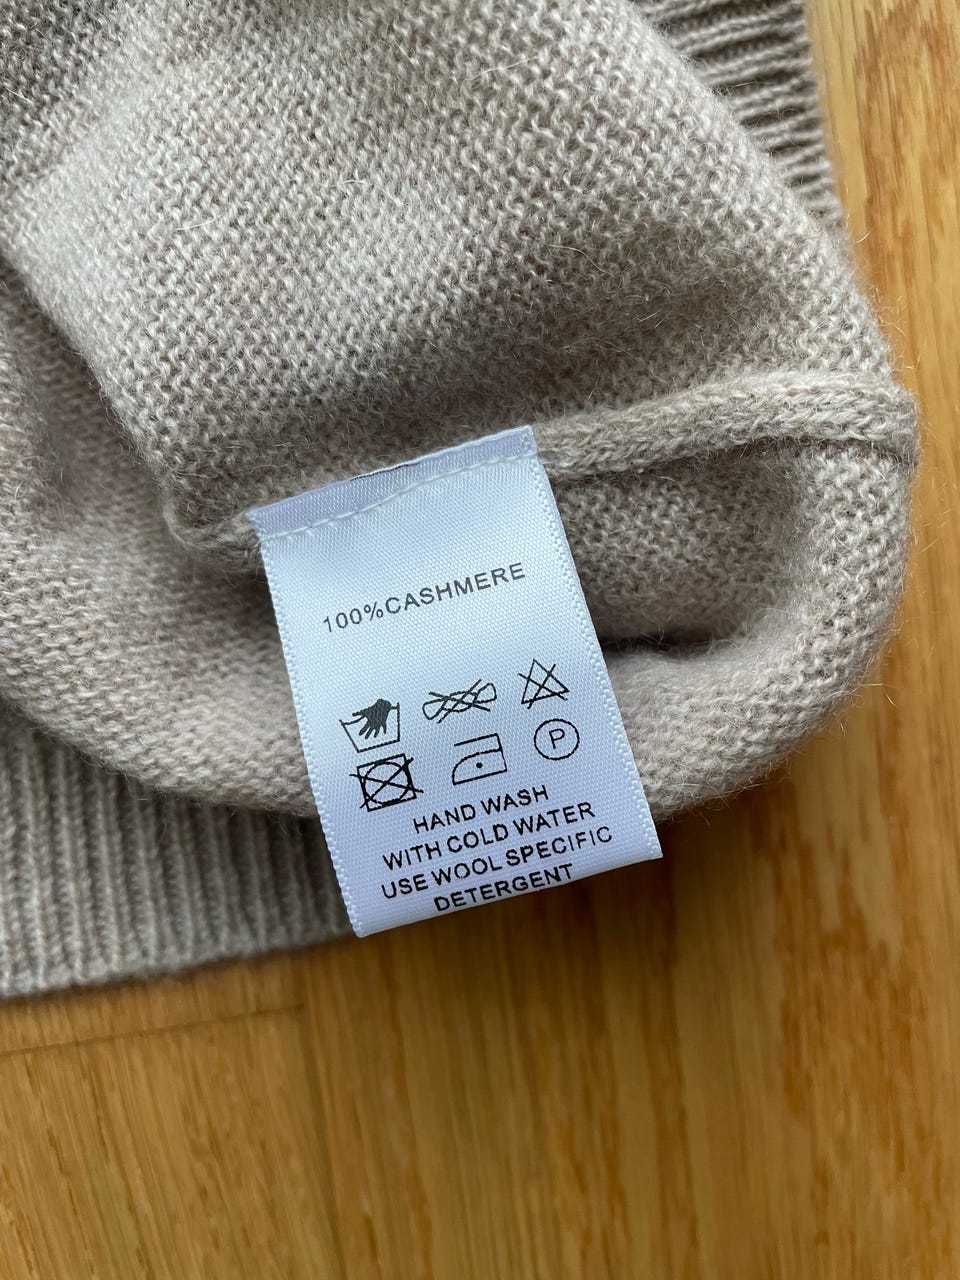 100%CASHMERE
P
HAND WASH
WITH COLD WATER
USE WOOL SPECIFIC
DETERGENT